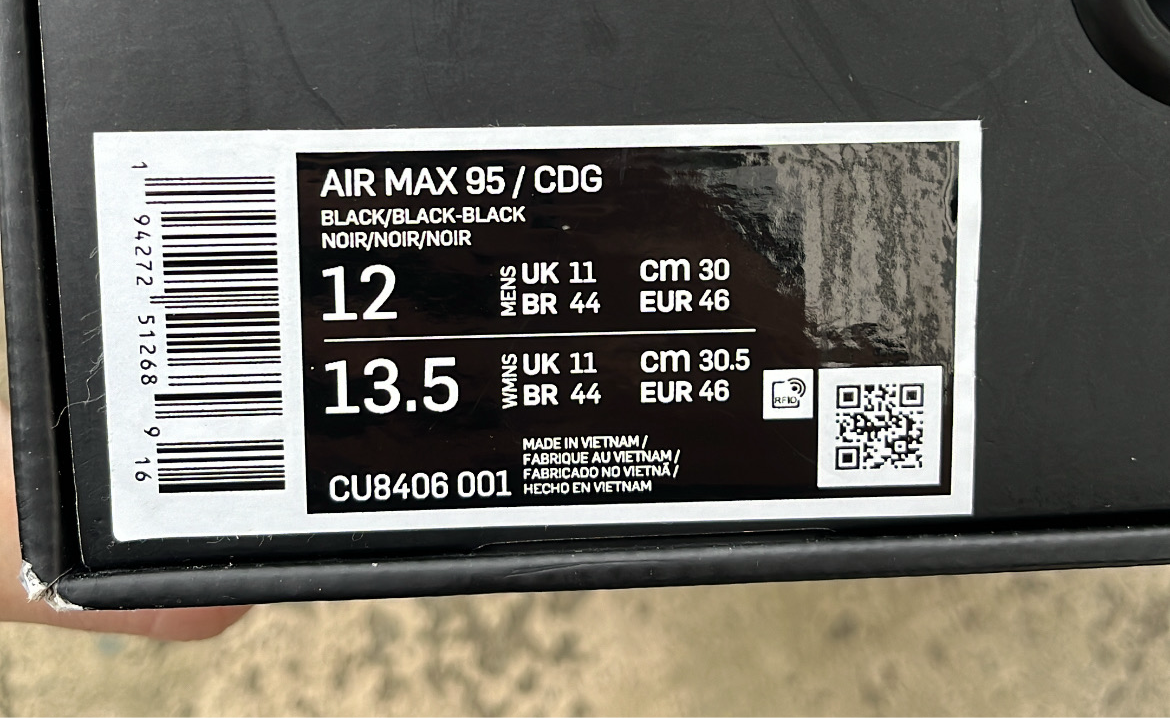 1 94272 51268 9 16
AIR MAX 95 / CDG
BLACK/BLACK-BLACK
NOIR/NOIR/NOIR
12 MENS UK 11 cm 30
BR 44 EUR 46
13.5 WMNS UK 11 cm 30.5
BR 44 EUR 46
RFID
MADE IN VIETNAM /
FABRIQUE AU VIETNAM /
FABRICADO NO VIETNÃ /
HECHO EN VIETNAM
CU8406 001